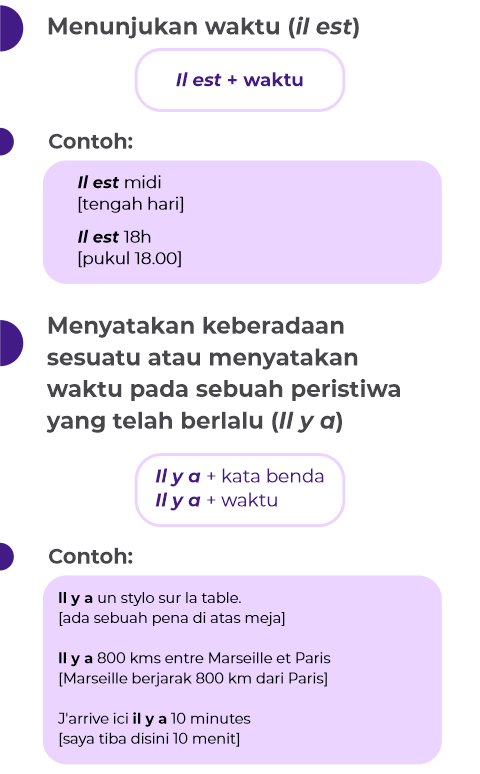 Menunjukan waktu (il est)
Il est + waktu
Contoh:
Il est midi
[tengah hari]
Il est 18h
[pukul 18.00]
Menyatakan keberadaan
sesuatu atau menyatakan
waktu pada sebuah peristiwa
yang telah berlalu (Il y a)
Il y a + kata benda
Il y a + waktu
Contoh:
Il y a un stylo sur la table.
[ada sebuah pena di atas meja]
Il y a 800 kms entre Marseille et Paris
[Marseille berjarak 800 km dari Paris]
J'arrive ici il y a 10 minutes
[saya tiba disini 10 menit]